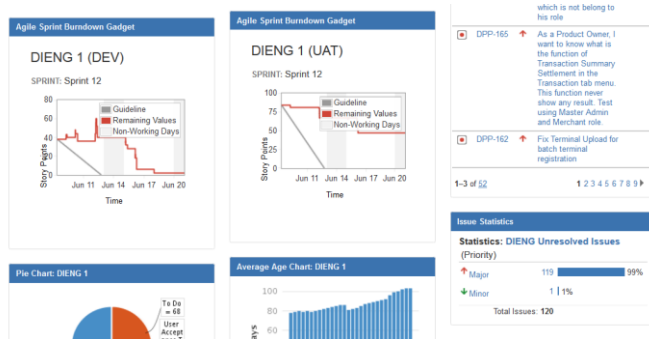 Agile Sprint Burndown Gadget
DIENG 1 (DEV)
SPRINT: Sprint 12
80
60
40
20
0
Story Points
Guideline
Remaining Values
Non-Working Days
Jun 11 Jun 14 Jun 17 Jun 20
Time
Agile Sprint Burndown Gadget
DIENG 1 (UAT)
SPRINT: Sprint 12
100
75
50
25
0
Story Points
Guideline
Remaining Values
Non-Working Days
Jun 11 Jun 14 Jun 17 Jun 20
Time
which is not belong to
his role
DPP-165
As a Product Owner, I
want to know what is
the function of
Transaction Summary
Settlement in the
Transaction tab menu.
This function never
show any result. Test
using Master Admin
and Merchant role.
DPP-162
Fix Terminal Upload for
batch terminal
registration
1–3 of 52
1 2 3 4 5 6 7 8 9
Issue Statistics
Statistics: DIENG Unresolved Issues
(Priority)
Major 119 99%
Minor 1 1%
Total Issues: 120
Pie Chart: DIENG 1
To Do
= 68
User
Accept
Average Age Chart: DIENG 1
100
80
60